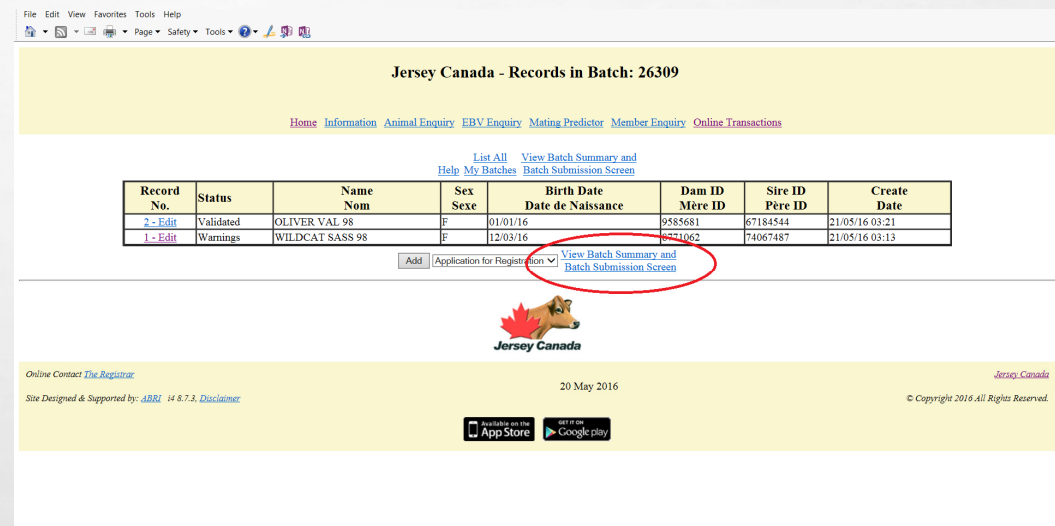 File Edit View Favorites Tools Help
Page Safety Tools
Jersey Canada - Records in Batch: 26309
Home Information Animal Enquiry EBV Enquiry Mating Predictor Member Enquiry Online Transactions
List All View Batch Summary and
Help My Batches Batch Submission Screen
Record No. Status Name Nom Sex Sexe Birth Date Date de Naissance Dam ID Mère ID Sire ID Père ID Create Date
2 - Edit Validated OLIVER VAL 98 F 01/01/16 9585681 67184544 21/05/16 03:21
1 - Edit Warnings WILDCAT SASS 98 F 12/03/16 8771062 74067487 21/05/16 03:13
Add Application for Registration View Batch Summary and
Batch Submission Screen
Jersey Canada
Online Contact The Registrar
20 May 2016
Jersey Canada
Site Designed & Supported by: ABRI i4 8.7.3, Disclaimer
© Copyright 2016 All Rights Reserved.
Available on the App Store
GET IT ON Google play